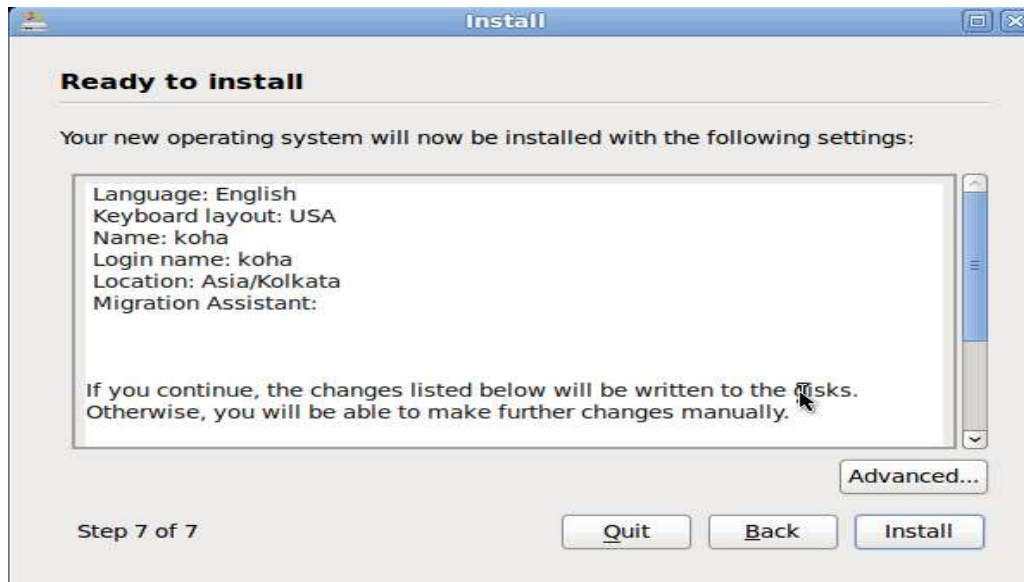 Install
Ready to install
Your new operating system will now be installed with the following settings:
Language: English
Keyboard layout: USA
Name: koha
Login name: koha
Location: Asia/Kolkata
Migration Assistant:
If you continue, the changes listed below will be written to the disks.
Otherwise, you will be able to make further changes manually.
Advanced...
Step 7 of 7
Quit
Back
Install